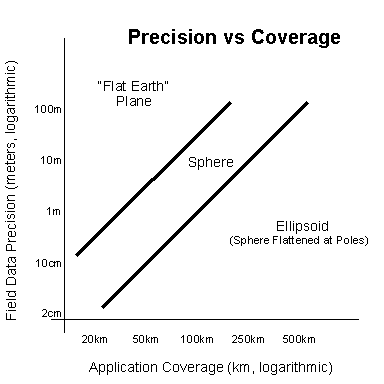 Precision vs Coverage
"Flat Earth"
Plane
Sphere
Ellipsoid
(Sphere Flattened at Poles)
Field Data Precision (meters, logarithmic)
100m
10m
1m
10cm
2cm
20km 50km 100km 250km 500km
Application Coverage (km, logarithmic)